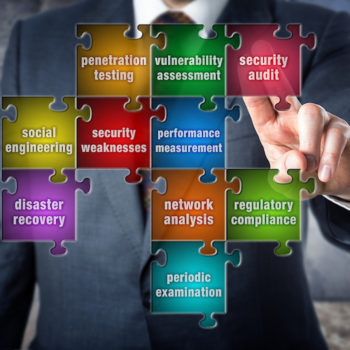 penetration
testing
vulnerability
assessment
security
audit
social
engineering
security
weaknesses
performance
measurement
disaster
recovery
network
analysis
regulatory
compliance
periodic
examination